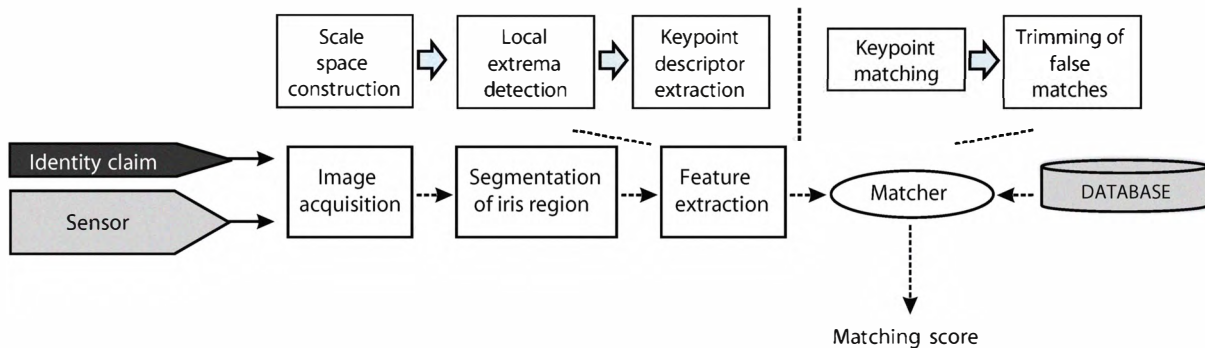 Scale
space
construction
Local
extrema
detection
Keypoint
descriptor
extraction
Keypoint
matching
Trimming of
false
matches
Identity claim
Sensor
Image
acquisition
Segmentation
of iris region
Feature
extraction
Matcher
DATABASE
Matching score